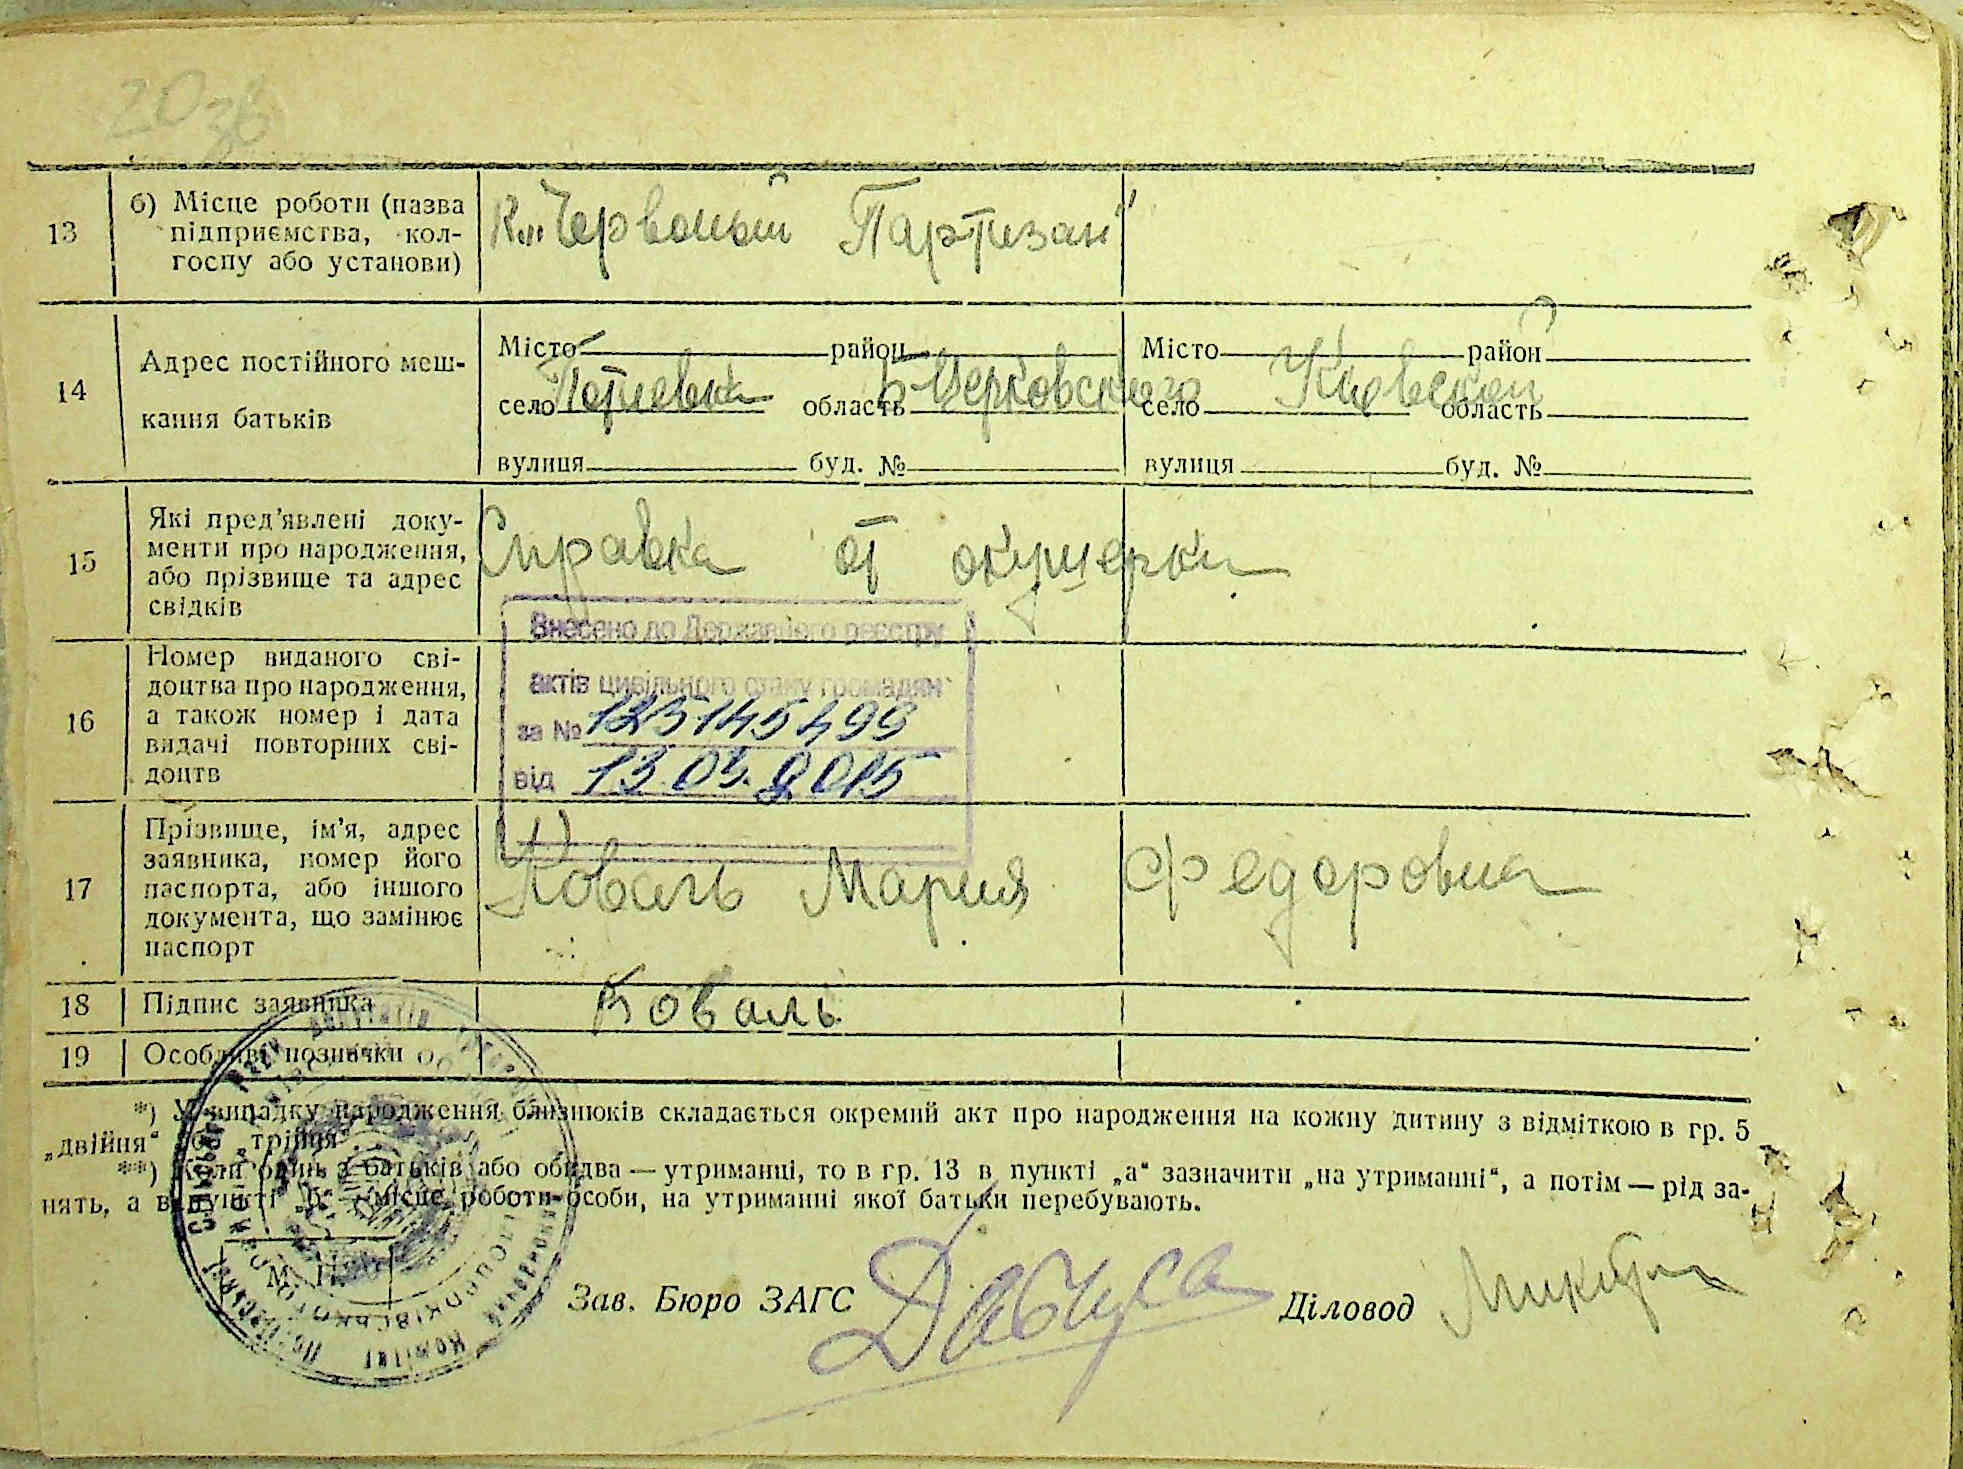 13
б) Місце роботи (назва
підприємства, кол-
госпу або установи)
К. „Червоный Партизан"
14
Адрес постійного меш-
кання батьків
Місто район Місто район
село область село область
Потиевка Б-Церковского Киевской
вулиця буд. № вулиця буд. №
15
Які пред'явлені доку-
менти про народження,
або прізвище та адрес
свідків
Справка от акушерки
16
Номер виданого сві-
доцтва про народження,
а також номер і дата
видачі повторних сві-
доцтв
Внесено до Державного реєстру
актів цивільного стану громадян
за №
від 13.03.2015
17
Прізвище, ім'я, адрес
заявника, номер його
паспорта, або іншого
документа, що замінює
паспорт
Коваль Мария Федоровна
18 Підпис заявника Коваль
19 Особливі позначки
*) У випадку народження близнюків складається окремий акт про народження на кожну дитину з відміткою в гр. 5
„двійня" або „трійня".
**) Коли один з батьків або обидва — утриманці, то в гр. 13 в пункті „а" зазначити „на утриманні", а потім — рід за-
нять, а в пункті „б" — місце роботи особи, на утриманні якої батьки перебувають.
М. П.
Зав. Бюро ЗАГС Діловод